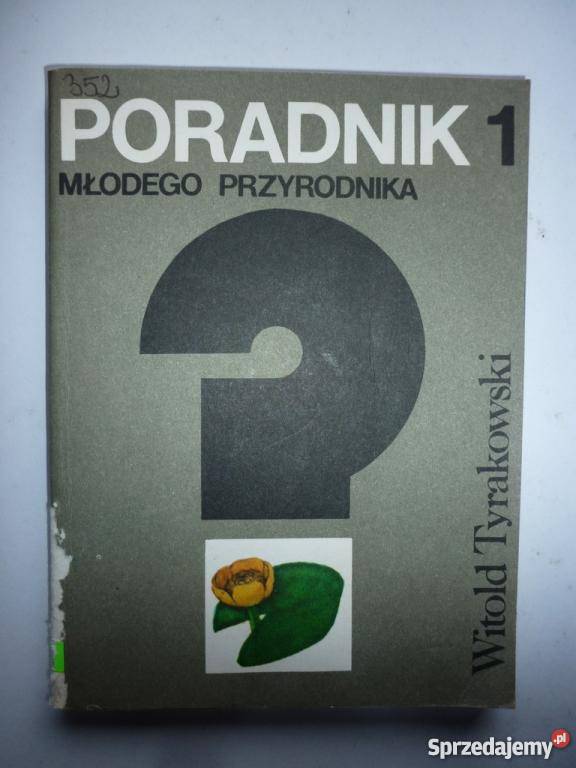 352
PORADNIK 1
MŁODEGO PRZYRODNIKA
?
Witold Tyrakowski
Sprzedajemy.pl